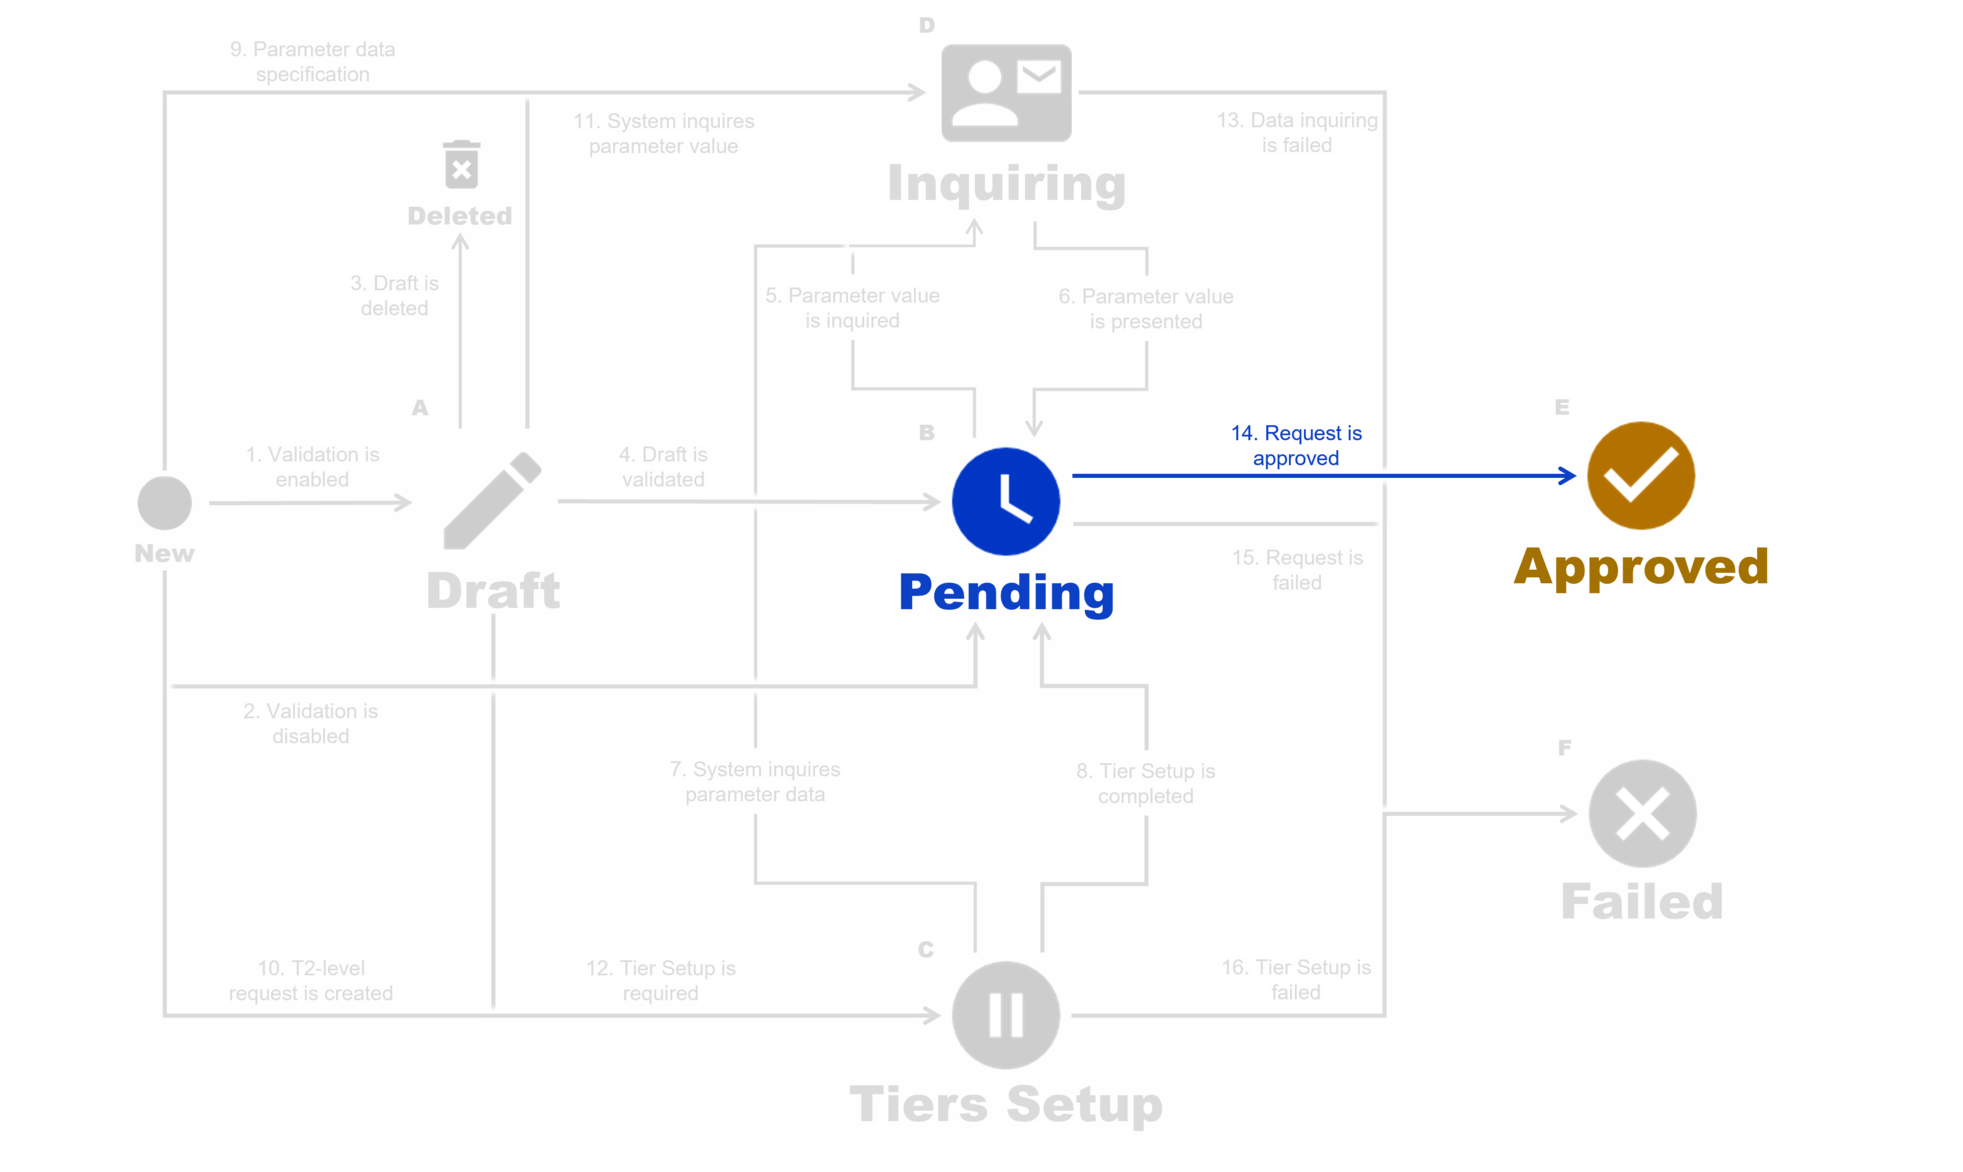 D
9. Parameter data
specification
11. System inquires
parameter value
13. Data inquiring
is failed
Inquiring
Deleted
3. Draft is
deleted
5. Parameter value
is inquired
6. Parameter value
is presented
A
B
E
1. Validation is
enabled
4. Draft is
validated
14. Request is
approved
New
Draft
Pending
15. Request is
failed
Approved
2. Validation is
disabled
7. System inquires
parameter data
8. Tier Setup is
completed
F
Failed
C
10. T2-level
request is created
12. Tier Setup is
required
16. Tier Setup is
failed
Tiers Setup